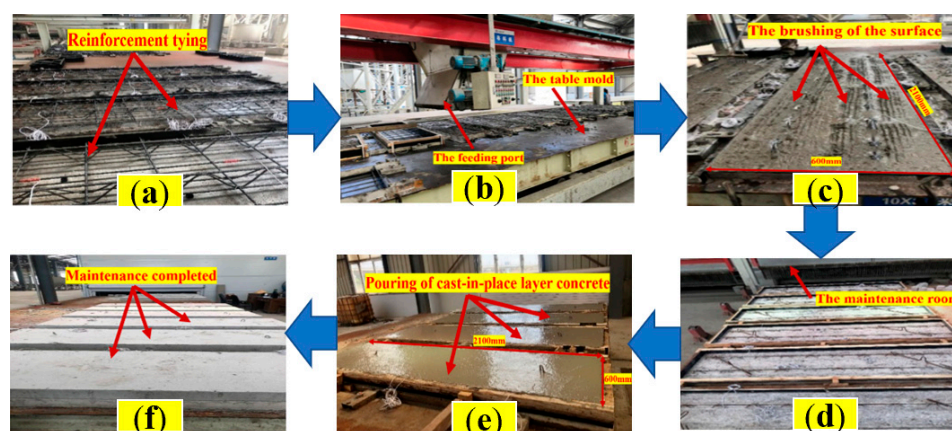 Reinforcement tying
(a)
The table mold
The feeding port
(b)
The brushing of the surface
2100mm
600mm
10X.
(c)
Maintenance completed
(f)
Pouring of cast-in-place layer concrete
2100mm
600mm
(e)
The maintenance room
(d)